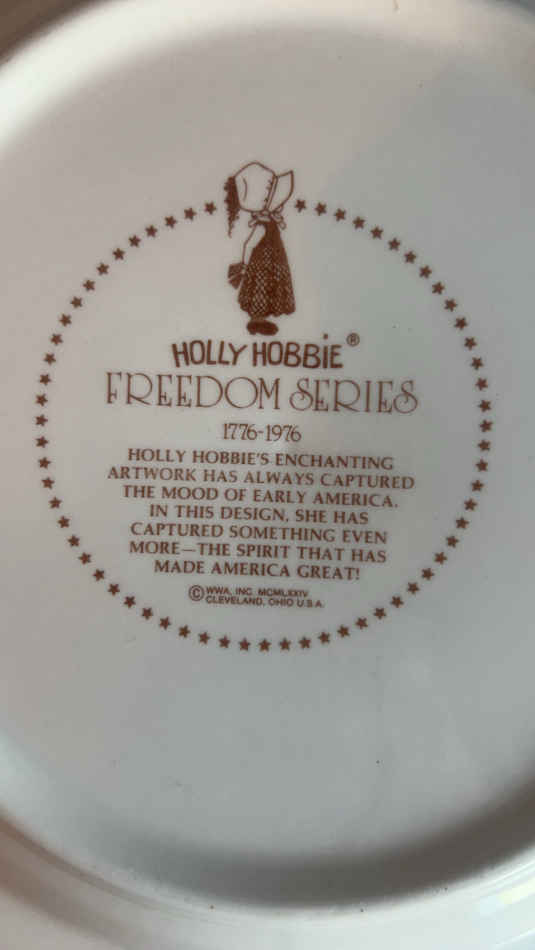 HOLLY HOBBiE®
FREEDOM SERIES
1776-1976
HOLLY HOBBIE'S ENCHANTING
ARTWORK HAS ALWAYS CAPTURED
THE MOOD OF EARLY AMERICA.
IN THIS DESIGN, SHE HAS
CAPTURED SOMETHING EVEN
MORE—THE SPIRIT THAT HAS
MADE AMERICA GREAT!
© WWA, INC. MCMLXXIV
CLEVELAND, OHIO U.S.A.